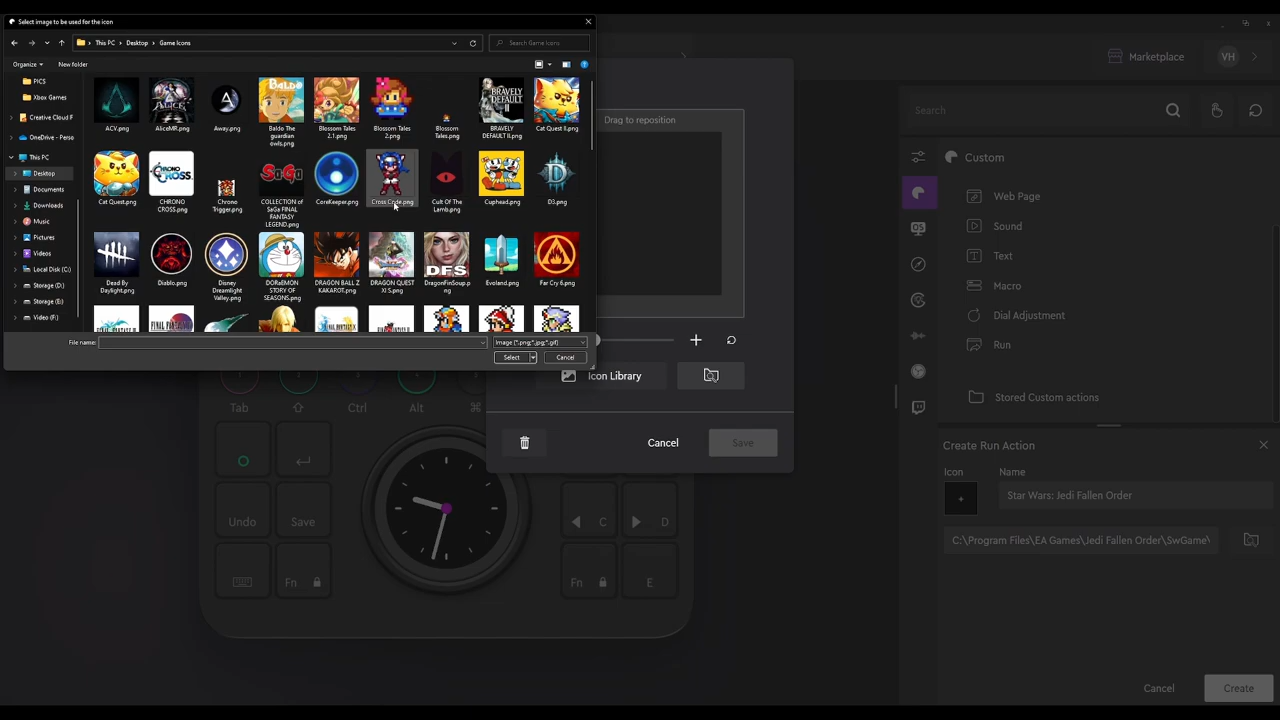 Select image to be used for the icon
This PC > Desktop > Game Icons
Search Game Icons
Organize
New folder
PICS
Xbox Games
Creative Cloud F
OneDrive - Perso
This PC
Desktop
Documents
Downloads
Music
Pictures
Videos
Local Disk (C:)
Storage (D:)
Storage (E:)
Video (F:)
ACV.png
AliceMR.png
Away.png
Baldo The
guardian
owls.png
Blossom Tales
2.1.png
Blossom Tales
2.png
Blossom
Tales.png
BRAVELY
DEFAULT II.png
Cat Quest II.png
Cat Quest.png
CHRONO
CROSS.png
Chrono
Trigger.png
COLLECTION of
SaGa FINAL
FANTASY
LEGEND.png
CoreKeeper.png
Cross Code.png
Cult Of The
Lamb.png
Cuphead.png
D3.png
Dead By
Daylight.png
Diablo.png
Disney
Dreamlight
Valley.png
DORaEMON
STORY OF
SEASONS.png
DRAGON BALL Z
KAKAROT.png
DRAGON QUEST
XI S.png
DFS
DragonFinSoup.p
ng
Evoland.png
Far Cry 6.png
File name:
Image (*.png;*.jpg;*.gif)
Select
Cancel
Drag to reposition
Icon Library
Cancel
Save
Tab
Ctrl
Alt
Undo
Save
C
D
Fn
Fn
E
Marketplace
VH
Search
Custom
Web Page
Sound
Text
Macro
Dial Adjustment
Run
Stored Custom actions
Create Run Action
Icon
Name
Star Wars: Jedi Fallen Order
C:\Program Files\EA Games\Jedi Fallen Order\SwGame\
Cancel
Create